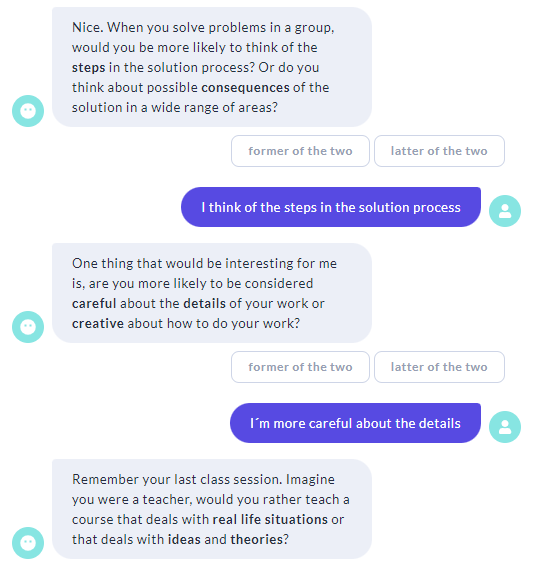 Nice. When you solve problems in a group,
would you be more likely to think of the
steps in the solution process? Or do you
think about possible consequences of the
solution in a wide range of areas?
former of the two latter of the two
I think of the steps in the solution process
One thing that would be interesting for me
is, are you more likely to be considered
careful about the details of your work or
creative about how to do your work?
former of the two latter of the two
I´m more careful about the details
Remember your last class session. Imagine
you were a teacher, would you rather teach a
course that deals with real life situations or
that deals with ideas and theories?